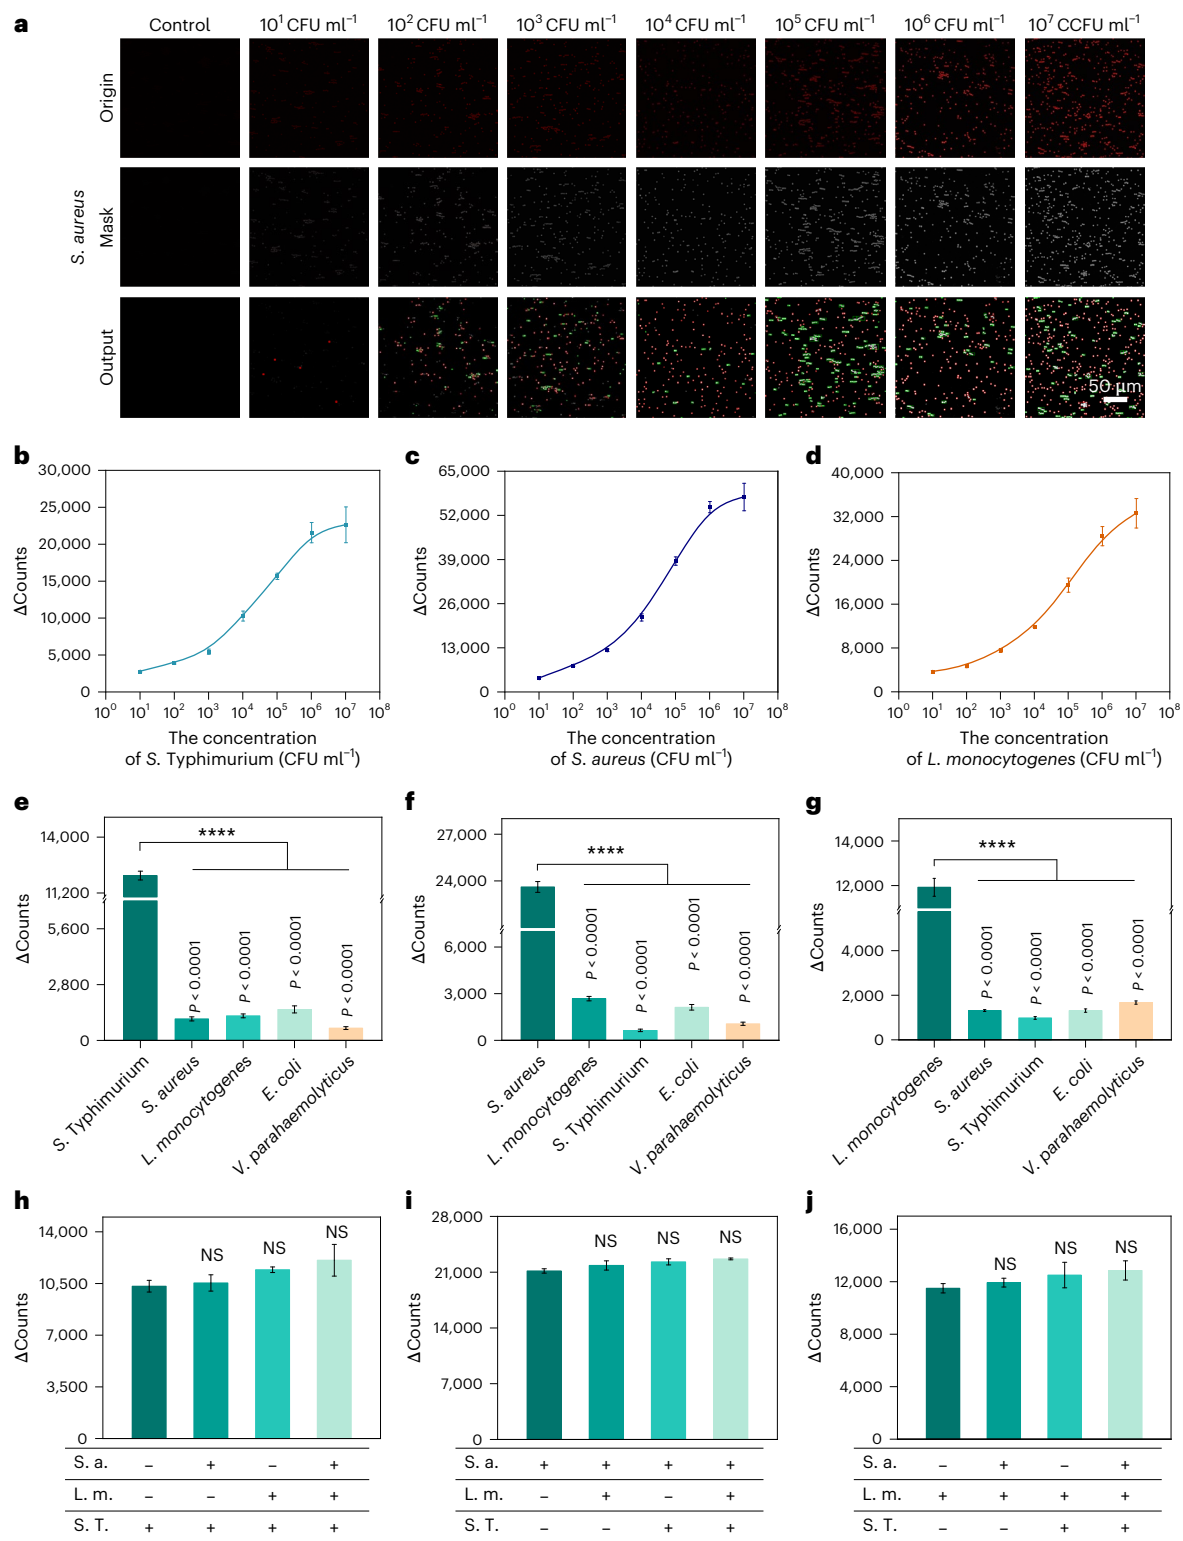 a
Control 10¹ CFU ml⁻¹ 10² CFU ml⁻¹ 10³ CFU ml⁻¹ 10⁴ CFU ml⁻¹ 10⁵ CFU ml⁻¹ 10⁶ CFU ml⁻¹ 10⁷ CCFU ml⁻¹
S. aureus
Origin
Mask
Output
50 μm
b
30,000
25,000
20,000
15,000
10,000
5,000
0
ΔCounts
10⁰ 10¹ 10² 10³ 10⁴ 10⁵ 10⁶ 10⁷ 10⁸
The concentration
of S. Typhimurium (CFU ml⁻¹)
c
65,000
52,000
39,000
26,000
13,000
0
ΔCounts
10⁰ 10¹ 10² 10³ 10⁴ 10⁵ 10⁶ 10⁷ 10⁸
The concentration
of S. aureus (CFU ml⁻¹)
d
40,000
32,000
24,000
16,000
8,000
0
ΔCounts
10⁰ 10¹ 10² 10³ 10⁴ 10⁵ 10⁶ 10⁷ 10⁸
The concentration
of L. monocytogenes (CFU ml⁻¹)
e
14,000
11,200
5,600
2,800
0
ΔCounts
****
P < 0.0001
P < 0.0001
P < 0.0001
P < 0.0001
S. Typhimurium
S. aureus
L. monocytogenes
E. coli
V. parahaemolyticus
f
27,000
24,000
6,000
3,000
0
ΔCounts
****
P < 0.0001
P < 0.0001
P < 0.0001
P < 0.0001
S. aureus
L. monocytogenes
S. Typhimurium
E. coli
V. parahaemolyticus
g
14,000
12,000
4,000
2,000
0
ΔCounts
****
P < 0.0001
P < 0.0001
P < 0.0001
P < 0.0001
L. monocytogenes
S. aureus
S. Typhimurium
E. coli
V. parahaemolyticus
h
14,000
10,500
7,000
3,500
0
ΔCounts
NS NS NS
S. a. – + – +
L. m. – – + +
S. T. + + + +
i
28,000
21,000
14,000
7,000
0
ΔCounts
NS NS NS
S. a. + + + +
L. m. – + – +
S. T. – – + +
j
16,000
12,000
8,000
4,000
0
ΔCounts
NS NS NS
S. a. – + – +
L. m. + + + +
S. T. – – + +